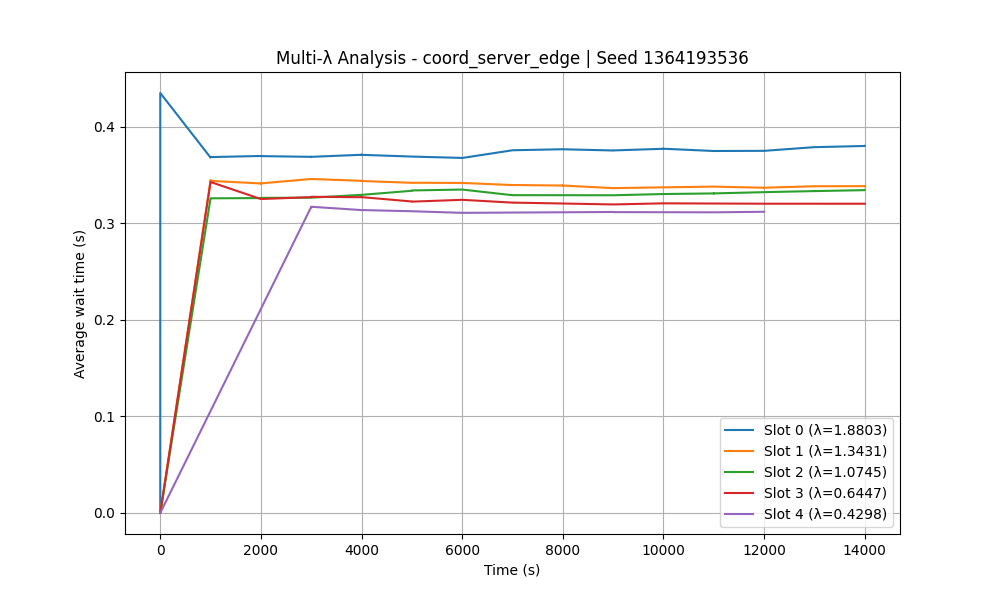 Multi-λ Analysis - coord_server_edge | Seed 1364193536
Average wait time (s)
0.4
0.3
0.2
0.1
0.0
Slot 0 (λ=1.8803)
Slot 1 (λ=1.3431)
Slot 2 (λ=1.0745)
Slot 3 (λ=0.6447)
Slot 4 (λ=0.4298)
0 2000 4000 6000 8000 10000 12000 14000
Time (s)